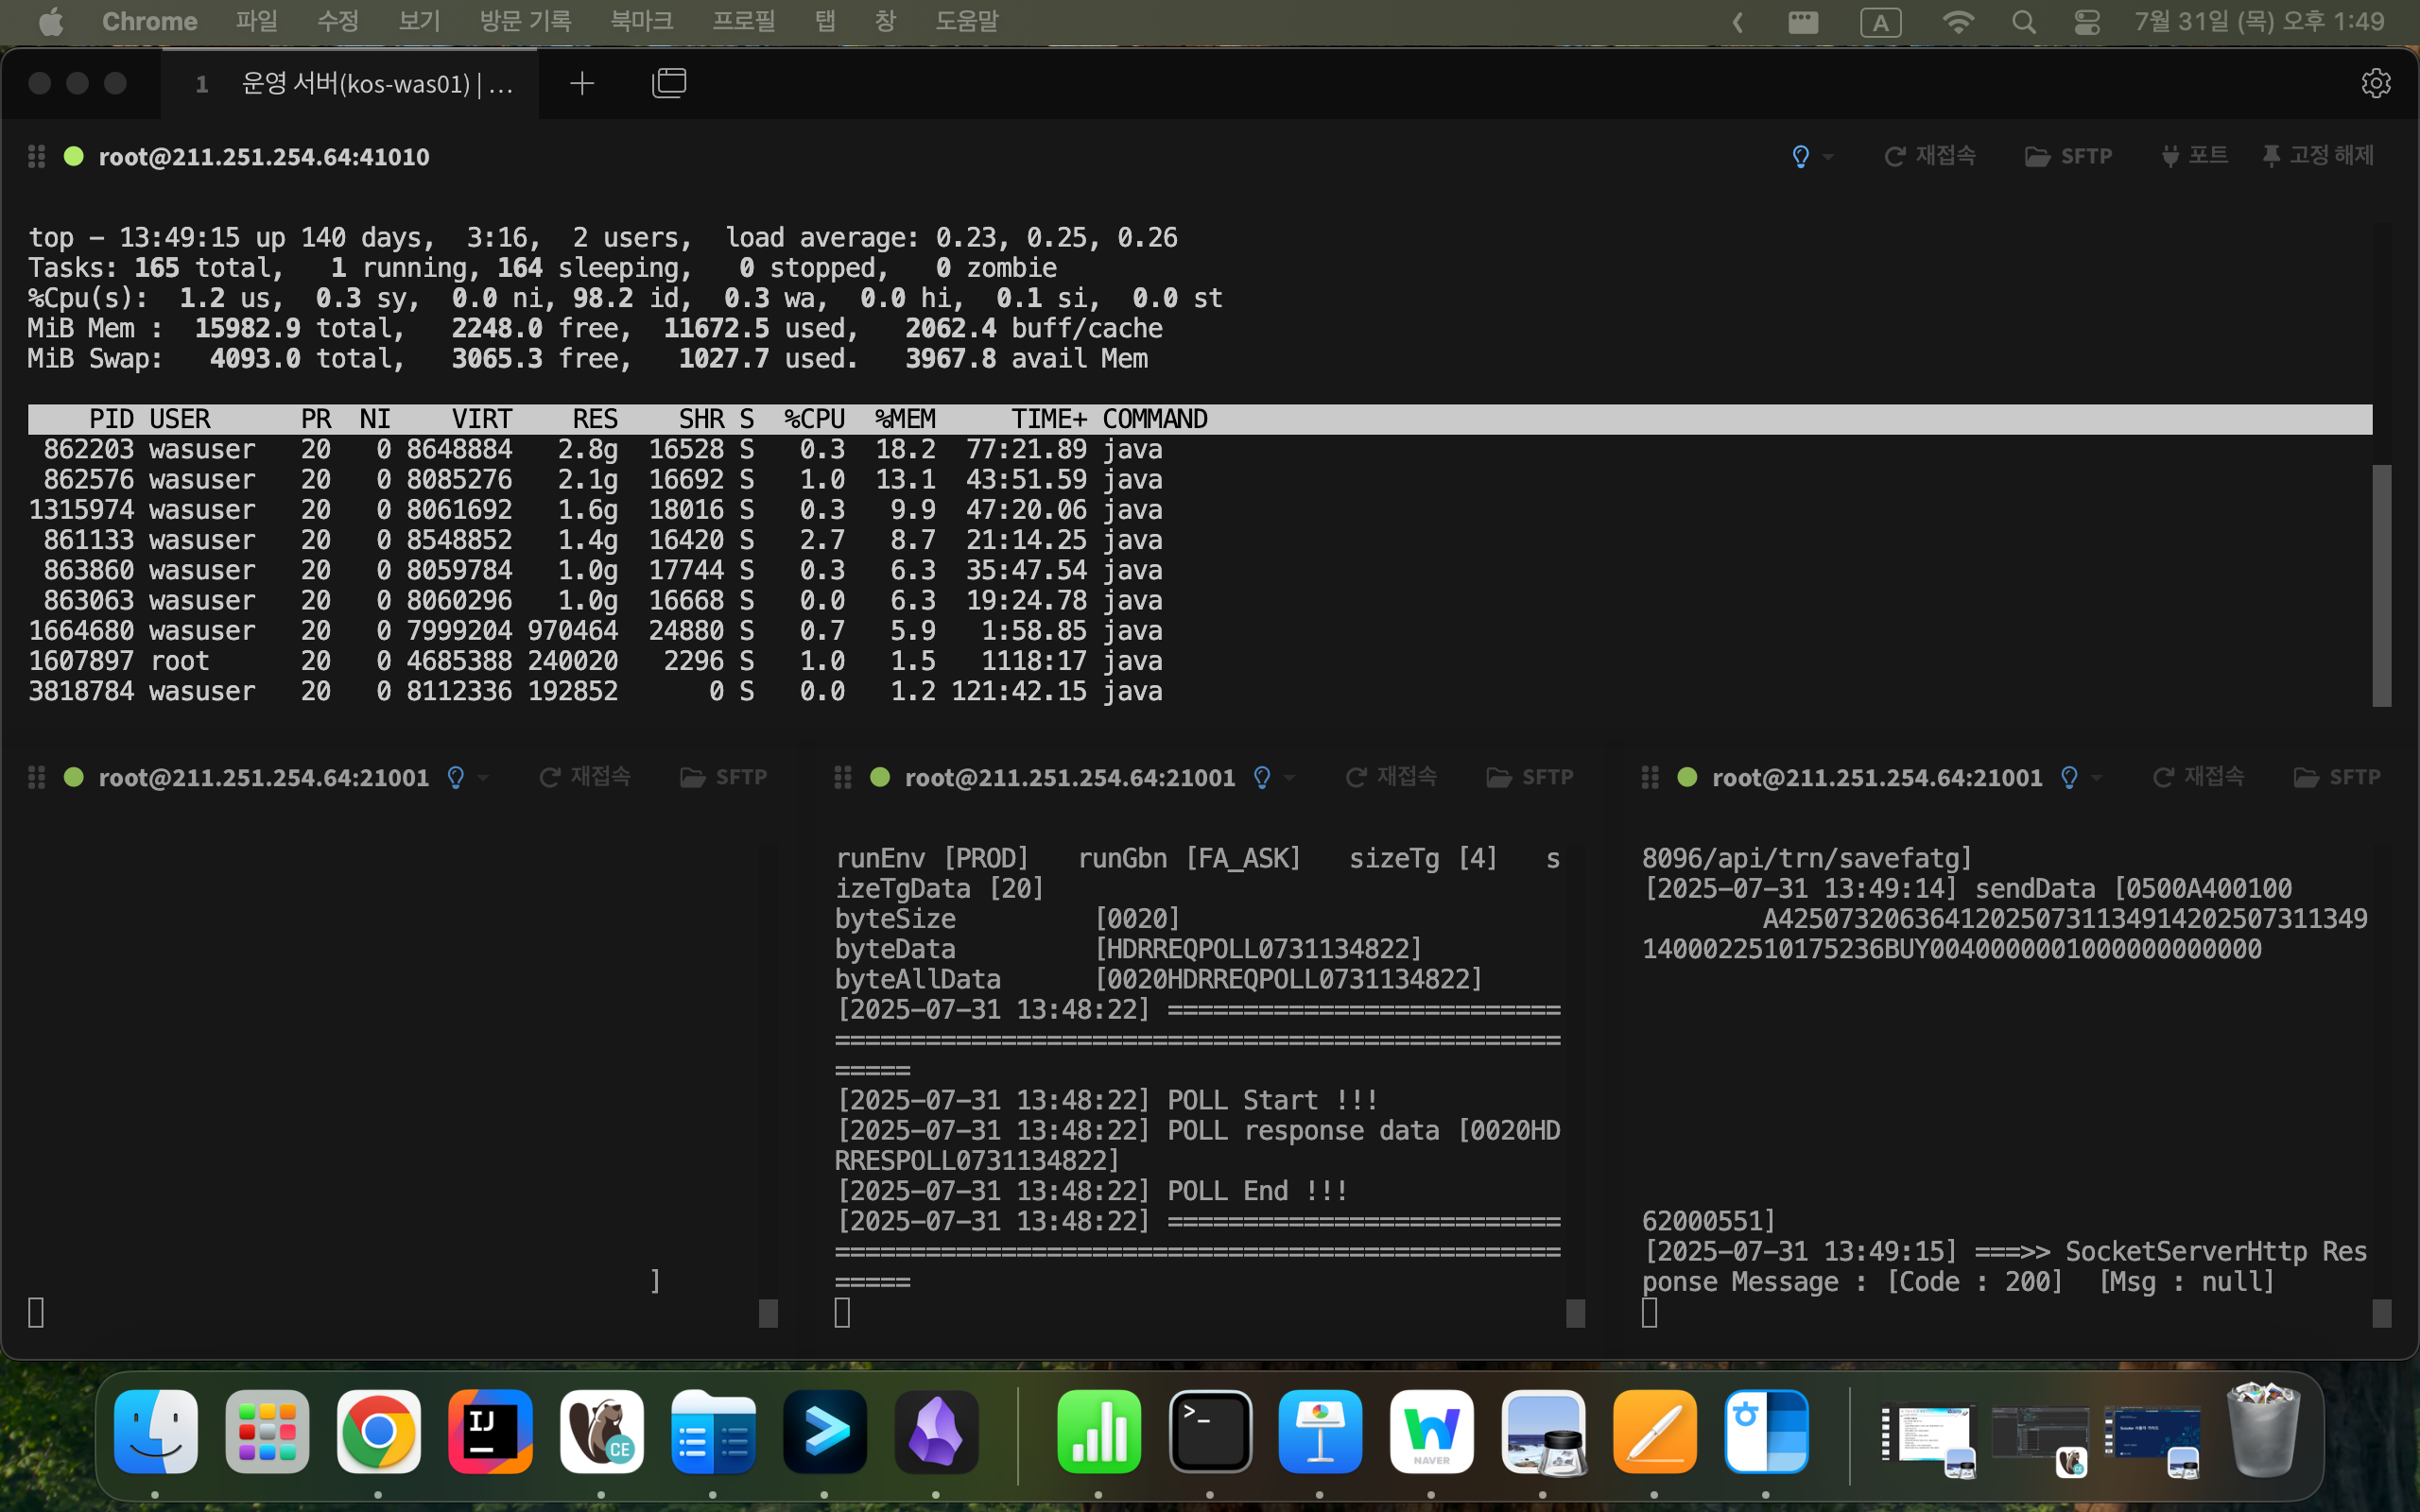 Chrome 파일 수정 보기 방문 기록 북마크 프로필 탭 창 도움말 A 7월 31일 (목) 오후 1:49
1 운영 서버(kos-was01) | ...
root@211.251.254.64:41010 재접속 SFTP 포트 고정 해제
top - 13:49:15 up 140 days, 3:16, 2 users, load average: 0.23, 0.25, 0.26
Tasks: 165 total, 1 running, 164 sleeping, 0 stopped, 0 zombie
%Cpu(s): 1.2 us, 0.3 sy, 0.0 ni, 98.2 id, 0.3 wa, 0.0 hi, 0.1 si, 0.0 st
MiB Mem : 15982.9 total, 2248.0 free, 11672.5 used, 2062.4 buff/cache
MiB Swap: 4093.0 total, 3065.3 free, 1027.7 used. 3967.8 avail Mem
PID USER PR NI VIRT RES SHR S %CPU %MEM TIME+ COMMAND
862203 wasuser 20 0 8648884 2.8g 16528 S 0.3 18.2 77:21.89 java
862576 wasuser 20 0 8085276 2.1g 16692 S 1.0 13.1 43:51.59 java
1315974 wasuser 20 0 8061692 1.6g 18016 S 0.3 9.9 47:20.06 java
861133 wasuser 20 0 8548852 1.4g 16420 S 2.7 8.7 21:14.25 java
863860 wasuser 20 0 8059784 1.0g 17744 S 0.3 6.3 35:47.54 java
863063 wasuser 20 0 8060296 1.0g 16668 S 0.0 6.3 19:24.78 java
1664680 wasuser 20 0 7999204 970464 24880 S 0.7 5.9 1:58.85 java
1607897 root 20 0 4685388 240020 2296 S 1.0 1.5 1118:17 java
3818784 wasuser 20 0 8112336 192852 0 S 0.0 1.2 121:42.15 java
root@211.251.254.64:21001 재접속 SFTP
]
root@211.251.254.64:21001 재접속 SFTP
runEnv [PROD] runGbn [FA_ASK] sizeTg [4] s
izeTgData [20]
byteSize [0020]
byteData [HDRREQPOLL0731134822]
byteAllData [0020HDRREQPOLL0731134822]
[2025-07-31 13:48:22] ==========================
================================================
=====
[2025-07-31 13:48:22] POLL Start !!!
[2025-07-31 13:48:22] POLL response data [0020HD
RRESPOLL0731134822]
[2025-07-31 13:48:22] POLL End !!!
[2025-07-31 13:48:22] ==========================
================================================
=====
root@211.251.254.64:21001 재접속 SFTP
8096/api/trn/savefatg]
[2025-07-31 13:49:14] sendData [0500A400100
A425073206364120250731134914202507311349
1400022510175236BUY0040000001000000000000
62000551]
[2025-07-31 13:49:15] ===>> SocketServerHttp Res
ponse Message : [Code : 200] [Msg : null]
IJ
CE
NAVER